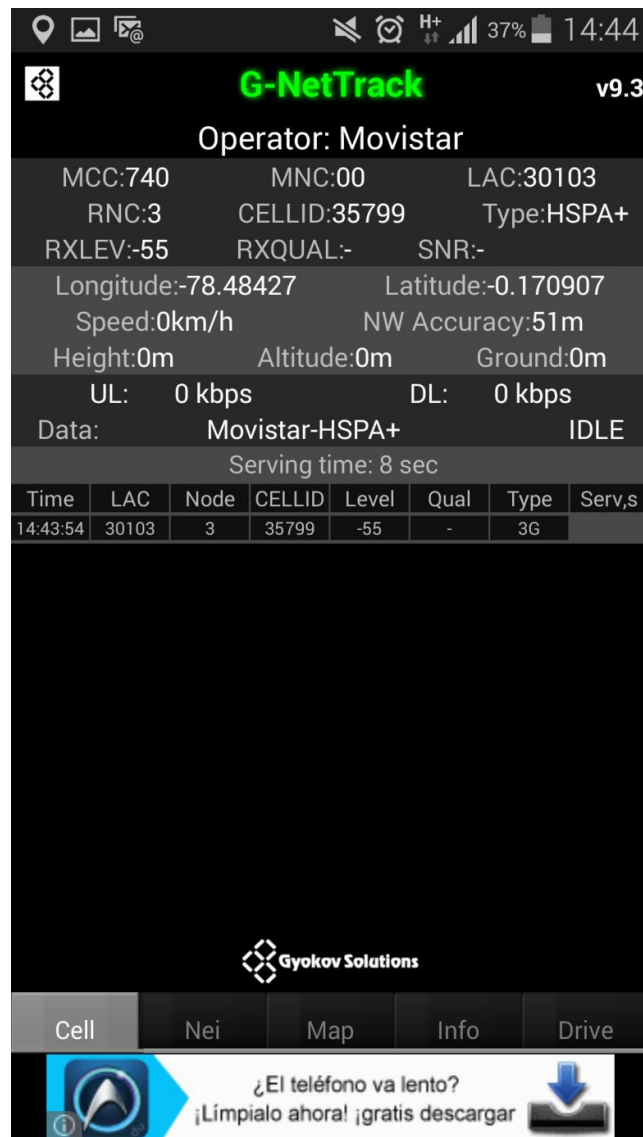 H+ 37% 14:44
G-NetTrack v9.3
Operator: Movistar
MCC:740 MNC:00 LAC:30103
RNC:3 CELLID:35799 Type:HSPA+
RXLEV:-55 RXQUAL:- SNR:-
Longitude:-78.48427 Latitude:-0.170907
Speed:0km/h NW Accuracy:51m
Height:0m Altitude:0m Ground:0m
UL: 0 kbps DL: 0 kbps
Data: Movistar-HSPA+ IDLE
Serving time: 8 sec
Time LAC Node CELLID Level Qual Type Serv,s
14:43:54 30103 3 35799 -55 - 3G
Gyokov Solutions
Cell Nei Map Info Drive
¿El teléfono va lento?
¡Límpialo ahora! ¡gratis descargar